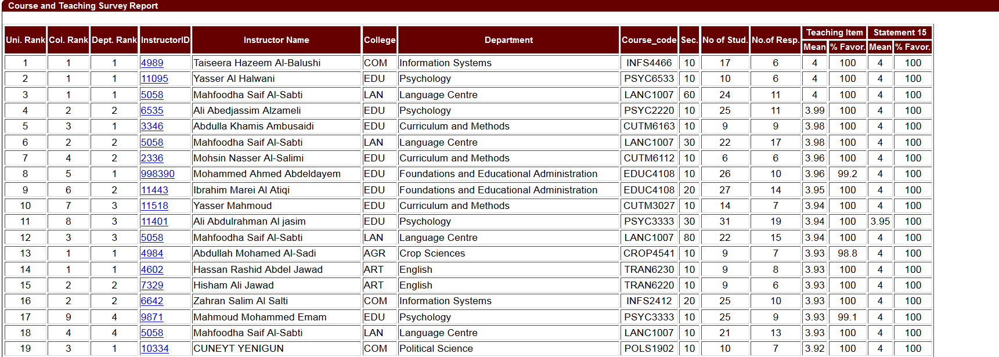 Course and Teaching Survey Report
Uni. Rank Col. Rank Dept. Rank InstructorID Instructor Name College Department Course_code Sec. No of Stud. No.of Resp. Teaching Item Statement 15
Mean % Favor. Mean % Favor.
1 1 1 4989 Taiseera Hazeem Al-Balushi COM Information Systems INFS4466 10 17 6 4 100 4 100
2 1 1 11095 Yasser Al Halwani EDU Psychology PSYC6533 10 10 6 4 100 4 100
3 1 1 5058 Mahfoodha Saif Al-Sabti LAN Language Centre LANC1007 60 24 11 4 100 4 100
4 2 2 6535 Ali Abedjassim Alzameli EDU Psychology PSYC2220 10 25 11 3.99 100 4 100
5 3 1 3346 Abdulla Khamis Ambusaidi EDU Curriculum and Methods CUTM6163 10 9 9 3.98 100 4 100
6 2 2 5058 Mahfoodha Saif Al-Sabti LAN Language Centre LANC1007 30 22 17 3.98 100 4 100
7 4 2 2336 Mohsin Nasser Al-Salimi EDU Curriculum and Methods CUTM6112 10 6 6 3.96 100 4 100
8 5 1 998390 Mohammed Ahmed Abdeldayem EDU Foundations and Educational Administration EDUC4108 10 26 10 3.96 99.2 4 100
9 6 2 11443 Ibrahim Marei Al Atiqi EDU Foundations and Educational Administration EDUC4108 20 27 14 3.95 100 4 100
10 7 3 11518 Yasser Mahmoud EDU Curriculum and Methods CUTM3027 10 14 7 3.94 100 4 100
11 8 3 11401 Ali Abdulrahman Al jasim EDU Psychology PSYC3333 30 31 19 3.94 100 3.95 100
12 3 3 5058 Mahfoodha Saif Al-Sabti LAN Language Centre LANC1007 80 22 15 3.94 100 4 100
13 1 1 4984 Abdullah Mohamed Al-Sadi AGR Crop Sciences CROP4541 10 9 7 3.93 98.8 4 100
14 1 1 4602 Hassan Rashid Abdel Jawad ART English TRAN6230 10 9 8 3.93 100 4 100
15 2 2 7329 Hisham Ali Jawad ART English TRAN6220 10 9 6 3.93 100 4 100
16 2 2 6642 Zahran Salim Al Salti COM Information Systems INFS2412 20 25 10 3.93 100 4 100
17 9 4 9871 Mahmoud Mohammed Emam EDU Psychology PSYC3333 10 25 9 3.93 99.1 4 100
18 4 4 5058 Mahfoodha Saif Al-Sabti LAN Language Centre LANC1007 10 21 13 3.93 100 4 100
19 3 1 10334 CUNEYT YENIGUN COM Political Science POLS1902 10 10 7 3.92 100 4 100